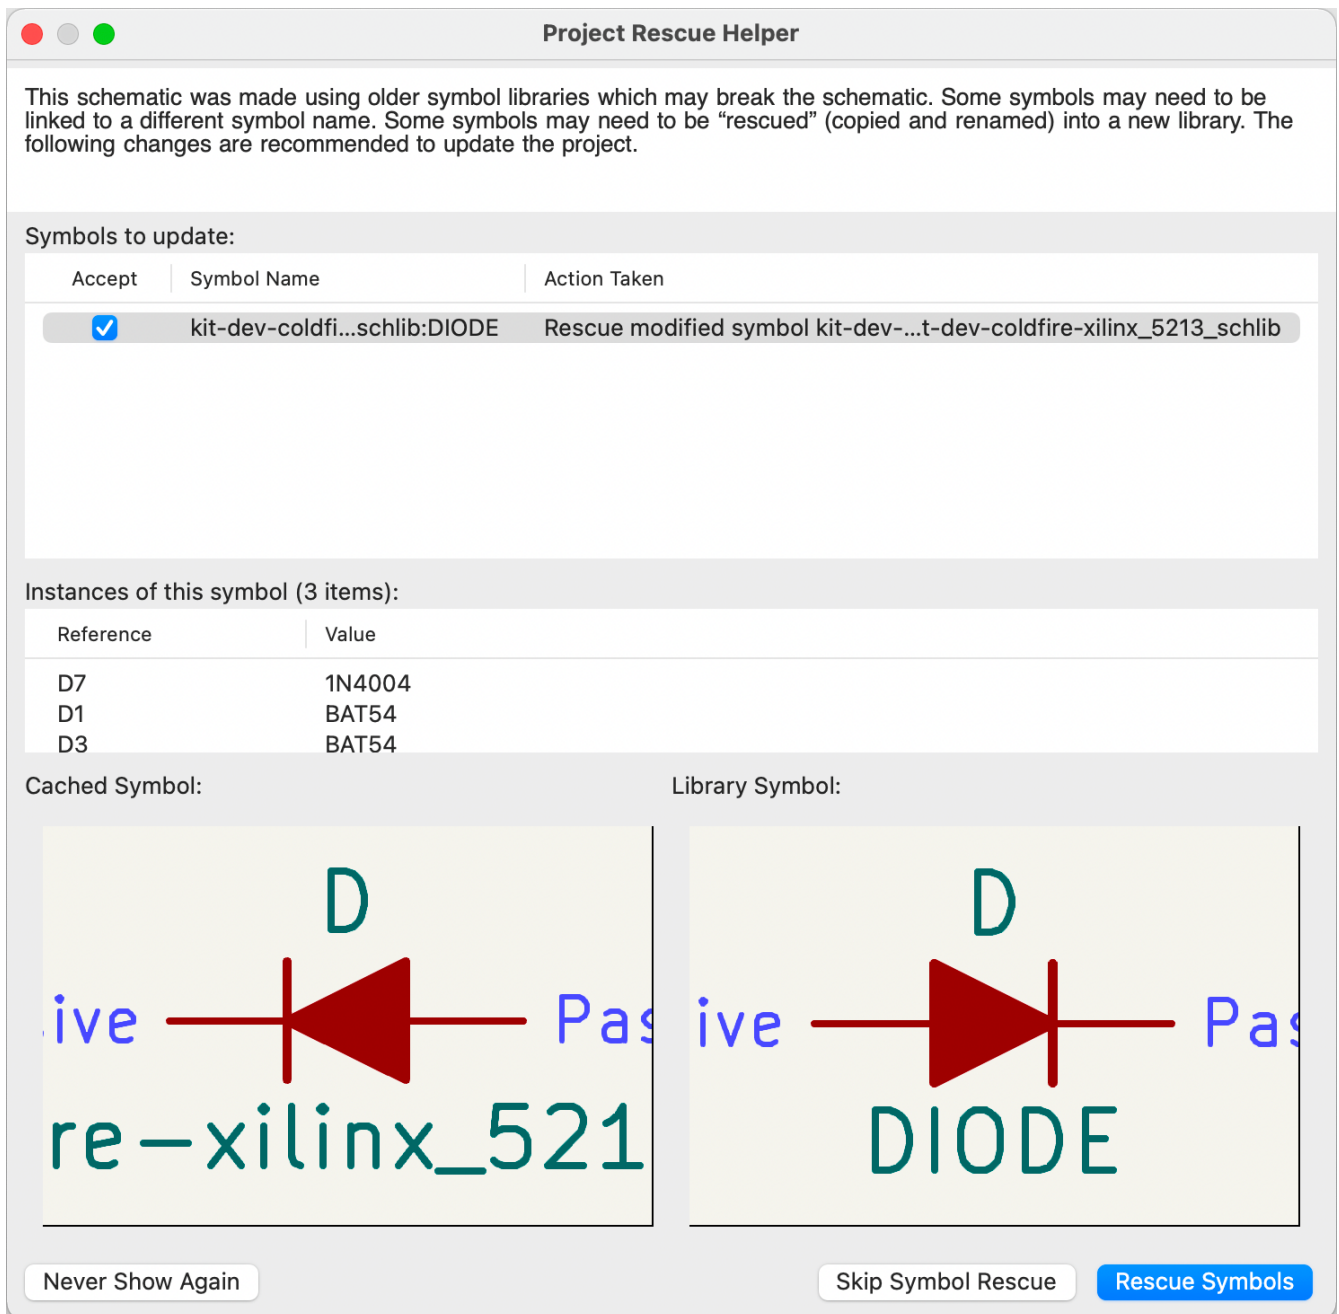 Project Rescue Helper
This schematic was made using older symbol libraries which may break the schematic. Some symbols may need to be
linked to a different symbol name. Some symbols may need to be “rescued” (copied and renamed) into a new library. The
following changes are recommended to update the project.
Symbols to update:
Accept Symbol Name Action Taken
kit-dev-coldfi...schlib:DIODE Rescue modified symbol kit-dev-...t-dev-coldfire-xilinx_5213_schlib
Instances of this symbol (3 items):
Reference Value
D7 1N4004
D1 BAT54
D3 BAT54
Cached Symbol: Library Symbol:
D D
ive Pas ive Pas
re-xilinx_521 DIODE
Never Show Again Skip Symbol Rescue Rescue Symbols